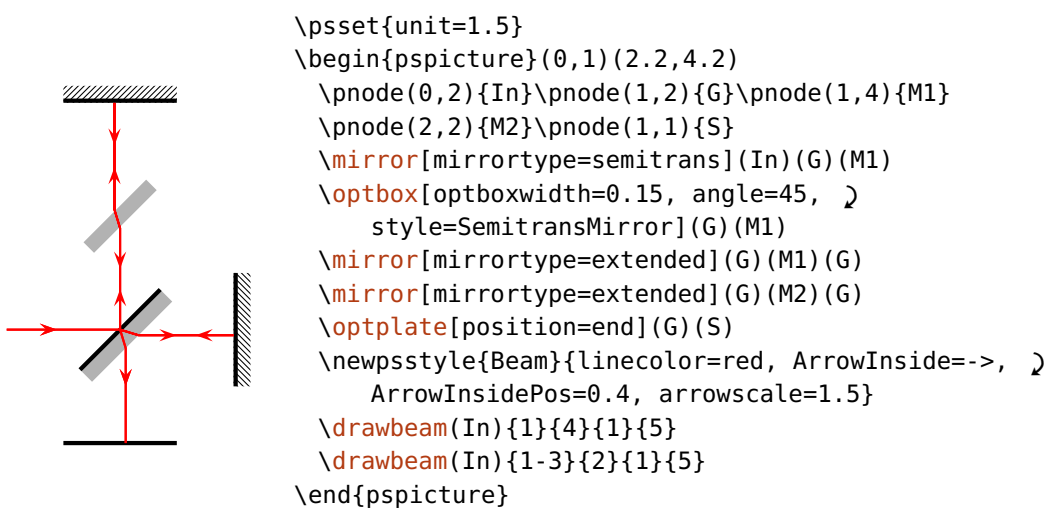 \psset{unit=1.5}
\begin{pspicture}(0,1)(2.2,4.2)
\pnode(0,2){In}\pnode(1,2){G}\pnode(1,4){M1}
\pnode(2,2){M2}\pnode(1,1){S}
\mirror[mirrortype=semitrans](In)(G)(M1)
\optbox[optboxwidth=0.15, angle=45,
style=SemitransMirror](G)(M1)
\mirror[mirrortype=extended](G)(M1)(G)
\mirror[mirrortype=extended](G)(M2)(G)
\optplate[position=end](G)(S)
\newpsstyle{Beam}{linecolor=red, ArrowInside=->,
ArrowInsidePos=0.4, arrowscale=1.5}
\drawbeam(In){1}{4}{1}{5}
\drawbeam(In){1-3}{2}{1}{5}
\end{pspicture}